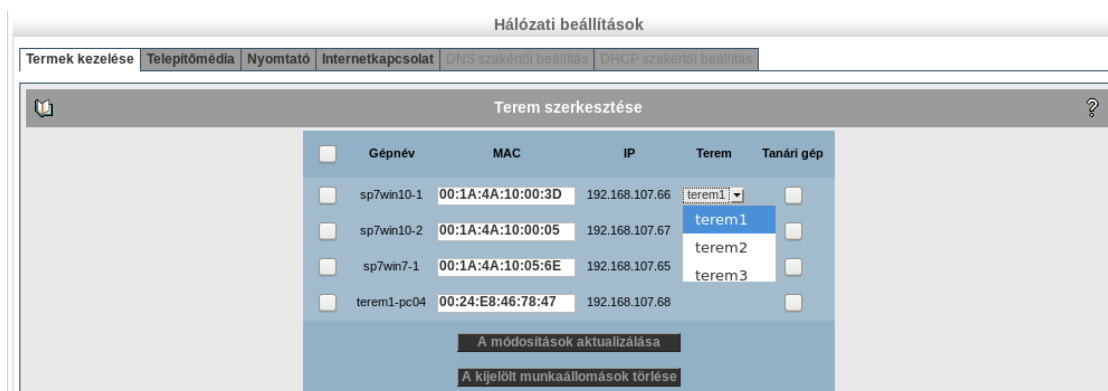 Hálózati beállítások
Termek kezelése Telepítőmédia Nyomtató Internetkapcsolat DNS szakértői beállítás DHCP szakértői beállítás
Terem szerkesztése ?
Gépnév MAC IP Terem Tanári gép
sp7win10-1 00:1A:4A:10:00:3D 192.168.107.66 terem1
terem1
sp7win10-2 00:1A:4A:10:00:05 192.168.107.67
terem2
sp7win7-1 00:1A:4A:10:05:6E 192.168.107.65
terem3
terem1-pc04 00:24:E8:46:78:47 192.168.107.68
A módosítások aktualizálása
A kijelölt munkaállomások törlése